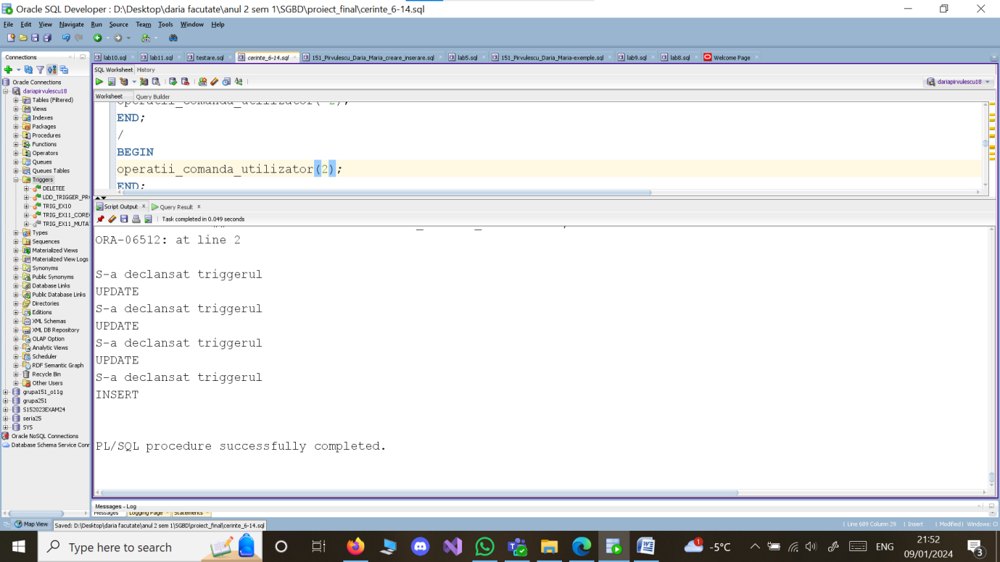 Oracle SQL Developer : D:\Desktop\daria facutate\anul 2 sem 1\SGBD\proiect_final\cerinte_6-14.sql
File Edit View Navigate Run Source Team Tools Window Help
Connections
lab10.sql lab11.sql testare.sql cerinte_6-14.sql 151_Pirvulescu_Daria_Maria_creare_inserare.sql lab5.sql 151_Pirvulescu_Daria_Maria-exemple.sql lab9.sql lab8.sql Welcome Page
SQL Worksheet History
dariapirvulescu18
Worksheet Query Builder
Oracle Connections
dariapirvulescu18
Tables (Filtered)
Views
Indexes
Packages
Procedures
Functions
Operators
Queues
Queues Tables
Triggers
DELETEE
LDD_TRIGGER_PR
TRIG_EX10
TRIG_EX11_CORE
TRIG_EX11_MUTA
Types
Sequences
Materialized Views
Materialized View Logs
Synonyms
Public Synonyms
Database Links
Public Database Links
Directories
Editions
XML Schemas
XML DB Repository
OLAP Option
Analytic Views
Scheduler
RDF Semantic Graph
Recycle Bin
Other Users
grupa151_o11g
grupa251
S152023EXAM24
seria25
SYS
Oracle NoSQL Connections
Database Schema Service Conn
END;
/
BEGIN
operatii_comanda_utilizator(2);
END;
Script Output Query Result
Task completed in 0.049 seconds
ORA-06512: at line 2
S-a declansat triggerul
UPDATE
S-a declansat triggerul
UPDATE
S-a declansat triggerul
UPDATE
S-a declansat triggerul
INSERT
PL/SQL procedure successfully completed.
Messages - Log
Messages Logging Page Statements
Map View Saved: D:\Desktop\daria facutate\anul 2 sem 1\SGBD\proiect_final\cerinte_6-14.sql
Line 689 Column 29 Insert Modified Windows:
Type here to search
1 -5°C ENG 21:52 3
09/01/2024